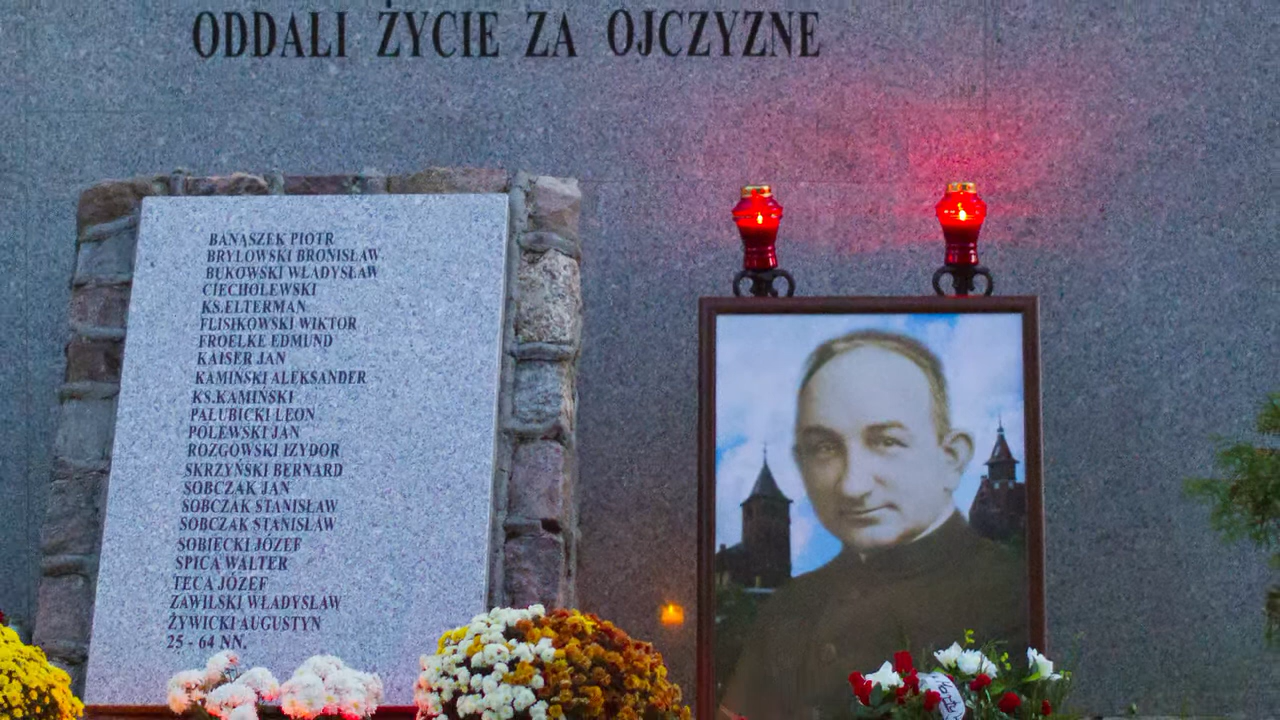 ODDALI ŻYCIE ZA OJCZYZNĘ
BANASZEK PIOTR
BRYLOWSKI BRONISŁAW
BUKOWSKI WŁADYSŁAW
CIECHOLEWSKI
KS.ELTERMAN
FLISIKOWSKI WIKTOR
FROELKE EDMUND
KAISER JAN
KAMIŃSKI ALEKSANDER
KS.KAMIŃSKI
PAŁUBICKI LEON
POLEWSKI JAN
ROZGOWSKI IZYDOR
SKRZYŃSKI BERNARD
SOBCZAK JAN
SOBCZAK STANISŁAW
SOBCZAK STANISŁAW
SOBIECKI JÓZEF
SPICA WALTER
TECA JÓZEF
ZAWILSKI WŁADYSŁAW
ŻYWICKI AUGUSTYN
25 - 64 NN.